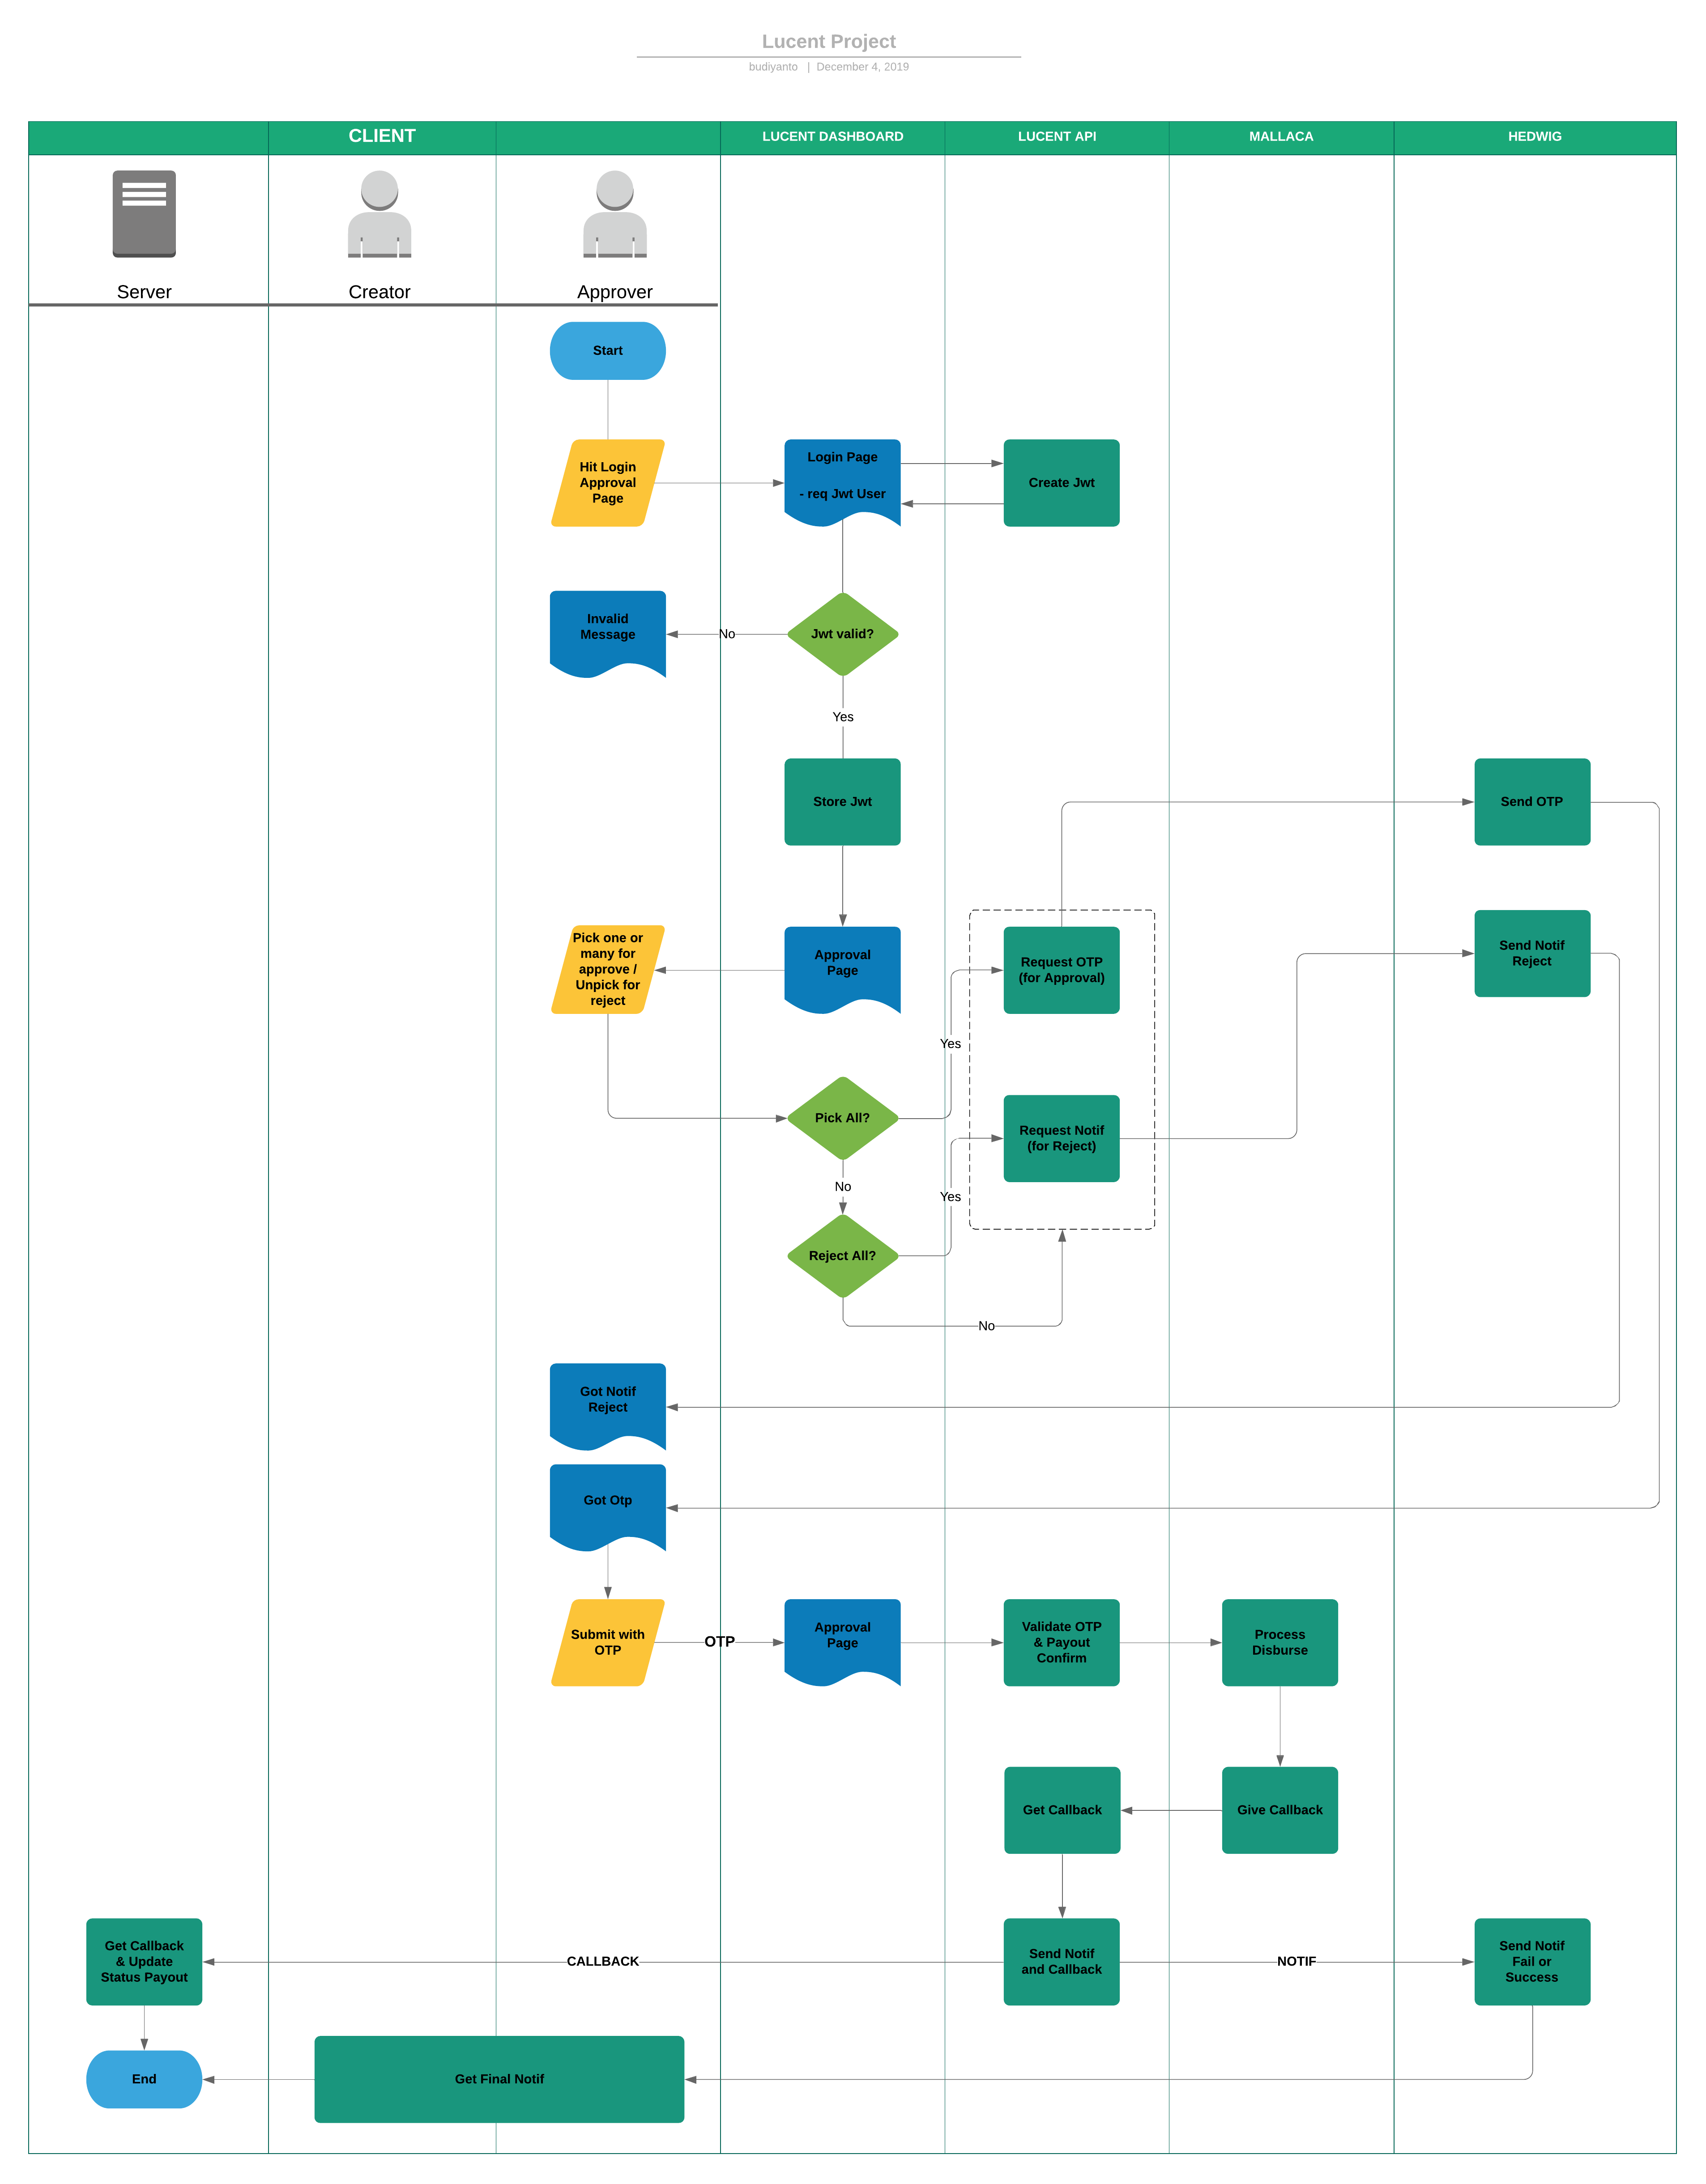 Lucent Project
budiyanto | December 4, 2019
CLIENT
LUCENT DASHBOARD
LUCENT API
MALLACA
HEDWIG
Server
Creator
Approver
Start
Hit Login
Approval
Page
Login Page
- req Jwt User
Create Jwt
Invalid
Message
No
Jwt valid?
Yes
Store Jwt
Send OTP
Pick one or
many for
approve /
Unpick for
reject
Approval
Page
Request OTP
(for Approval)
Send Notif
Reject
Yes
Pick All?
Request Notif
(for Reject)
No
Yes
Reject All?
No
Got Notif
Reject
Got Otp
Submit with
OTP
OTP
Approval
Page
Validate OTP
& Payout
Confirm
Process
Disburse
Get Callback
Give Callback
Get Callback
& Update
Status Payout
CALLBACK
Send Notif
and Callback
NOTIF
Send Notif
Fail or
Success
End
Get Final Notif